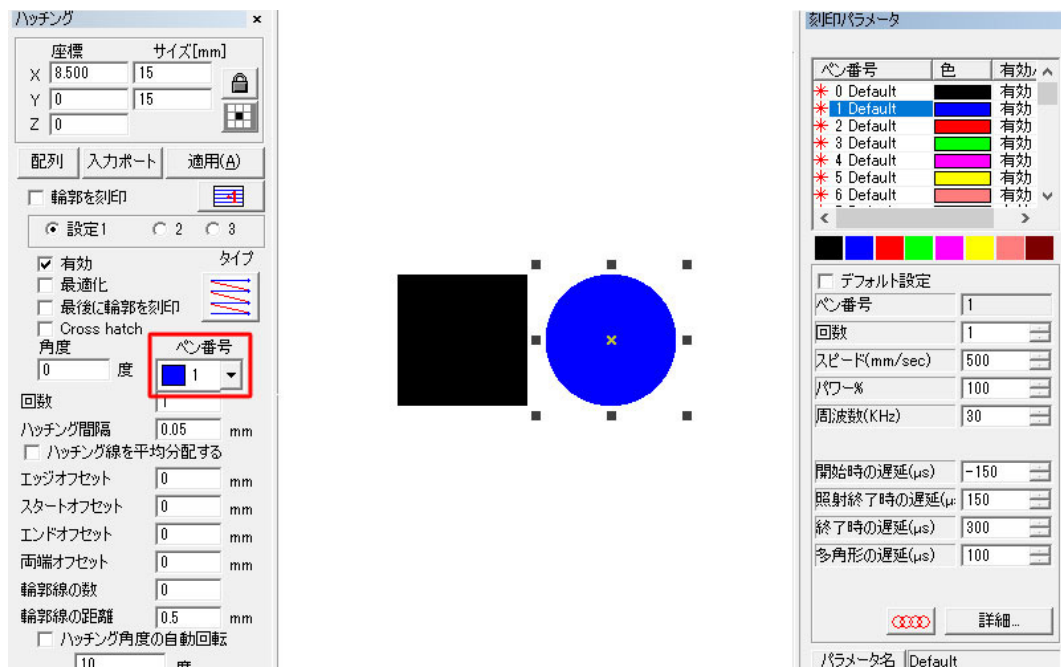 ハッチング ×
座標 サイズ[mm]
X 8.500 15
Y 0 15
Z 0
配列 入力ポート 適用(A)
輪郭を刻印
設定1 2 3
有効 タイプ
最適化
最後に輪郭を刻印
Cross hatch
角度 ペン番号
0 度 1
回数 1
ハッチング間隔 0.05 mm
ハッチング線を平均分配する
エッジオフセット 0 mm
スタートオフセット 0 mm
エンドオフセット 0 mm
両端オフセット 0 mm
輪郭線の数 0
輪郭線の距離 0.5 mm
ハッチング角度の自動回転
10 度
刻印パラメータ
ペン番号 色 有効
0 Default 有効
1 Default 有効
2 Default 有効
3 Default 有効
4 Default 有効
5 Default 有効
6 Default 有効
デフォルト設定
ペン番号 1
回数 1
スピード(mm/sec) 500
パワー% 100
周波数(KHz) 30
開始時の遅延(μs) -150
照射終了時の遅延(μ 150
終了時の遅延(μs) 300
多角形の遅延(μs) 100
詳細...
パラメータ名 Default